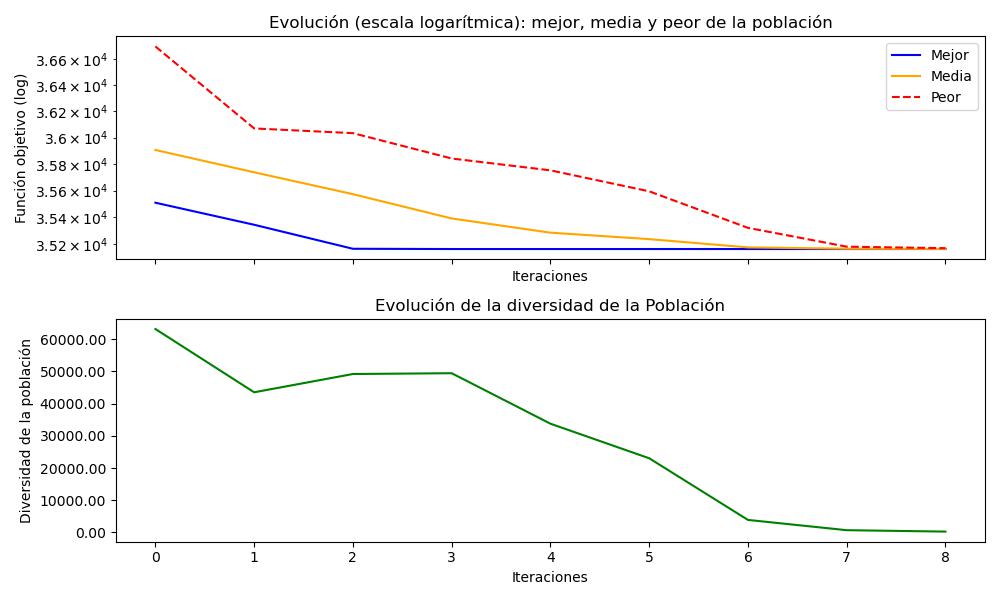 Evolución (escala logarítmica): mejor, media y peor de la población
Función objetivo (log)
3.66 × 10⁴
3.64 × 10⁴
3.62 × 10⁴
3.6 × 10⁴
3.58 × 10⁴
3.56 × 10⁴
3.54 × 10⁴
3.52 × 10⁴
Mejor
Media
Peor
Iteraciones
Evolución de la diversidad de la Población
Diversidad de la población
60000.00
50000.00
40000.00
30000.00
20000.00
10000.00
0.00
0 1 2 3 4 5 6 7 8
Iteraciones